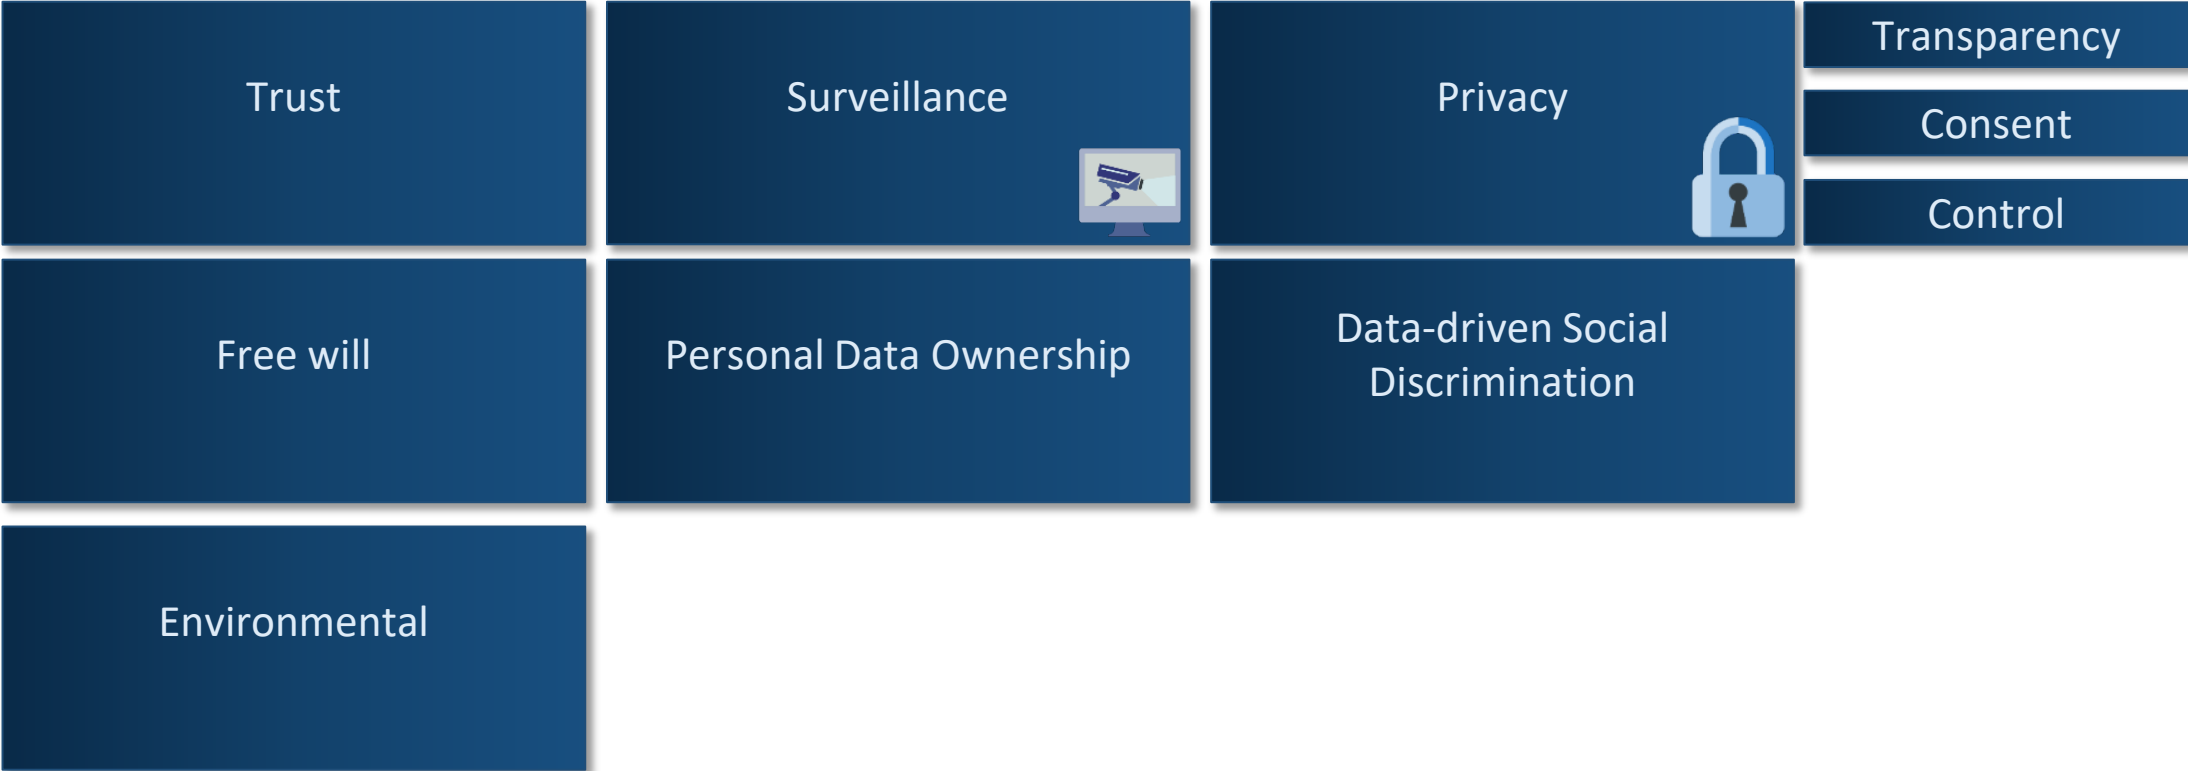 Trust
Surveillance
Privacy
Transparency
Consent
Control
Free will
Personal Data Ownership
Data-driven Social
Discrimination
Environmental